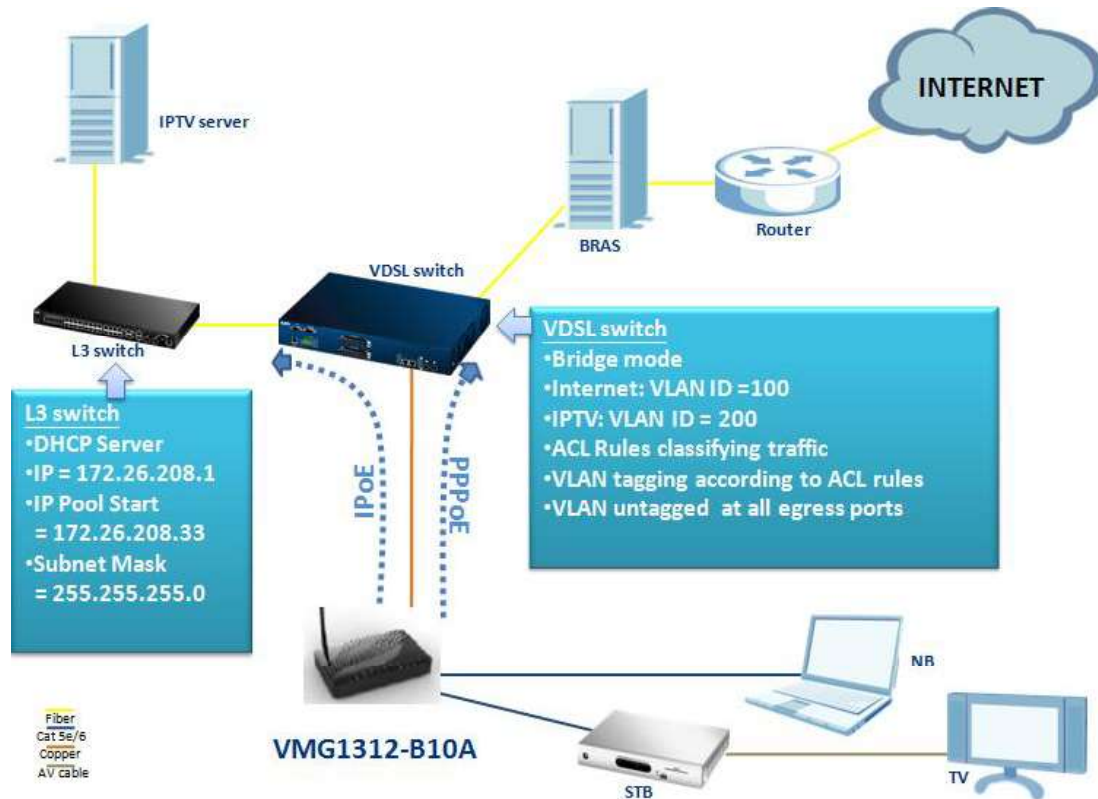 INTERNET
IPTV server
BRAS
Router
VDSL switch
L3 switch
VDSL switch
•Bridge mode
•Internet: VLAN ID =100
•IPTV: VLAN ID = 200
•ACL Rules classifying traffic
•VLAN tagging according to ACL rules
•VLAN untagged at all egress ports
L3 switch
•DHCP Server
•IP = 172.26.208.1
•IP Pool Start
= 172.26.208.33
•Subnet Mask
= 255.255.255.0
IPoE
PPPoE
NB
Fiber
Cat 5e/6
Copper
AV cable
VMG1312-B10A
STB
TV